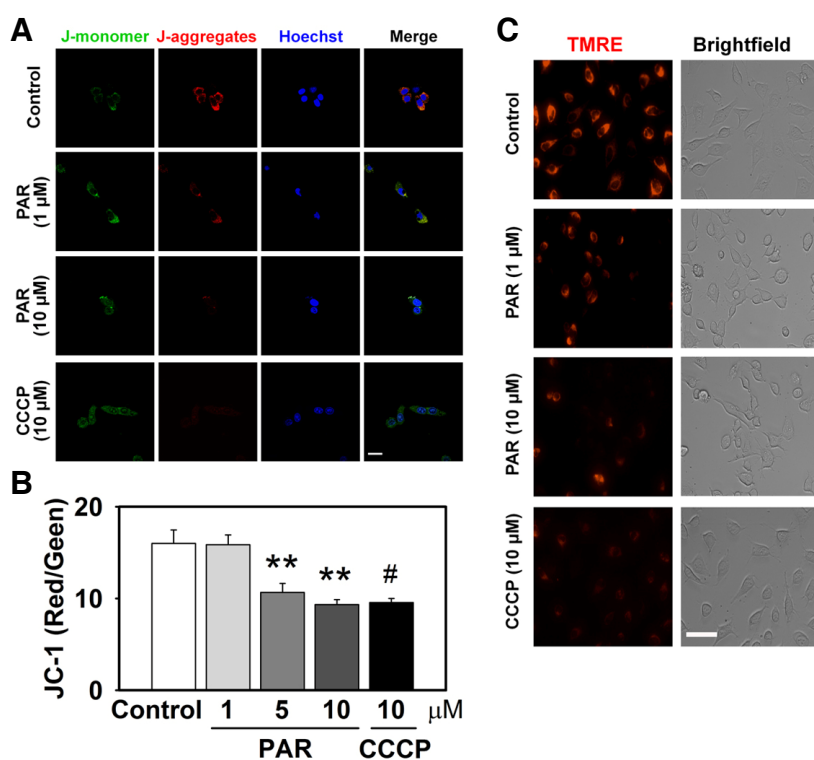 A
J-monomer J-aggregates Hoechst Merge
Control
PAR
(1 µM)
PAR
(10 µM)
CCCP
(10 µM)
B
JC-1 (Red/Geen)
20
10
0
** ** #
Control 1 5 10 10 µM
PAR CCCP
C
TMRE Brightfield
Control
PAR (1 µM)
PAR (10 µM)
CCCP (10 µM)